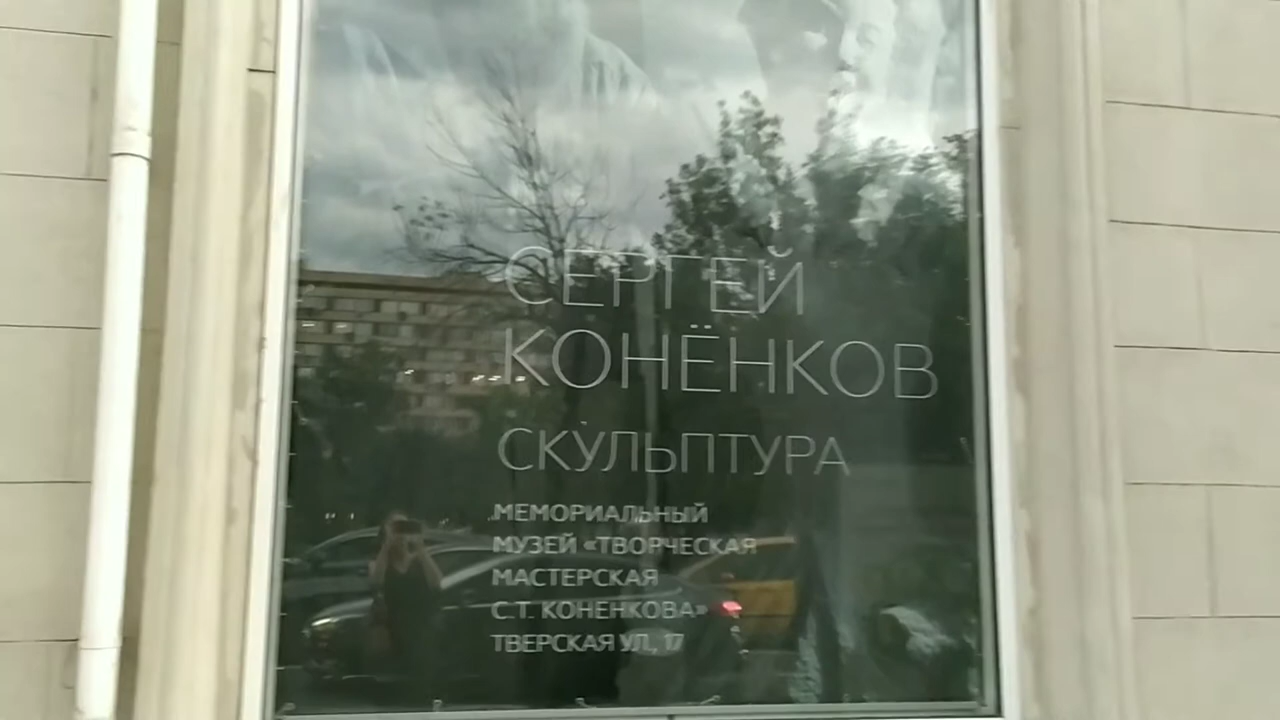 СЕРГЕЙ
КОНЁНКОВ
СКУЛЬПТУРА
МЕМОРИАЛЬНЫЙ
МУЗЕЙ «ТВОРЧЕСКАЯ
МАСТЕРСКАЯ
С.Т. КОНЕНКОВА»
ТВЕРСКАЯ УЛ., 17